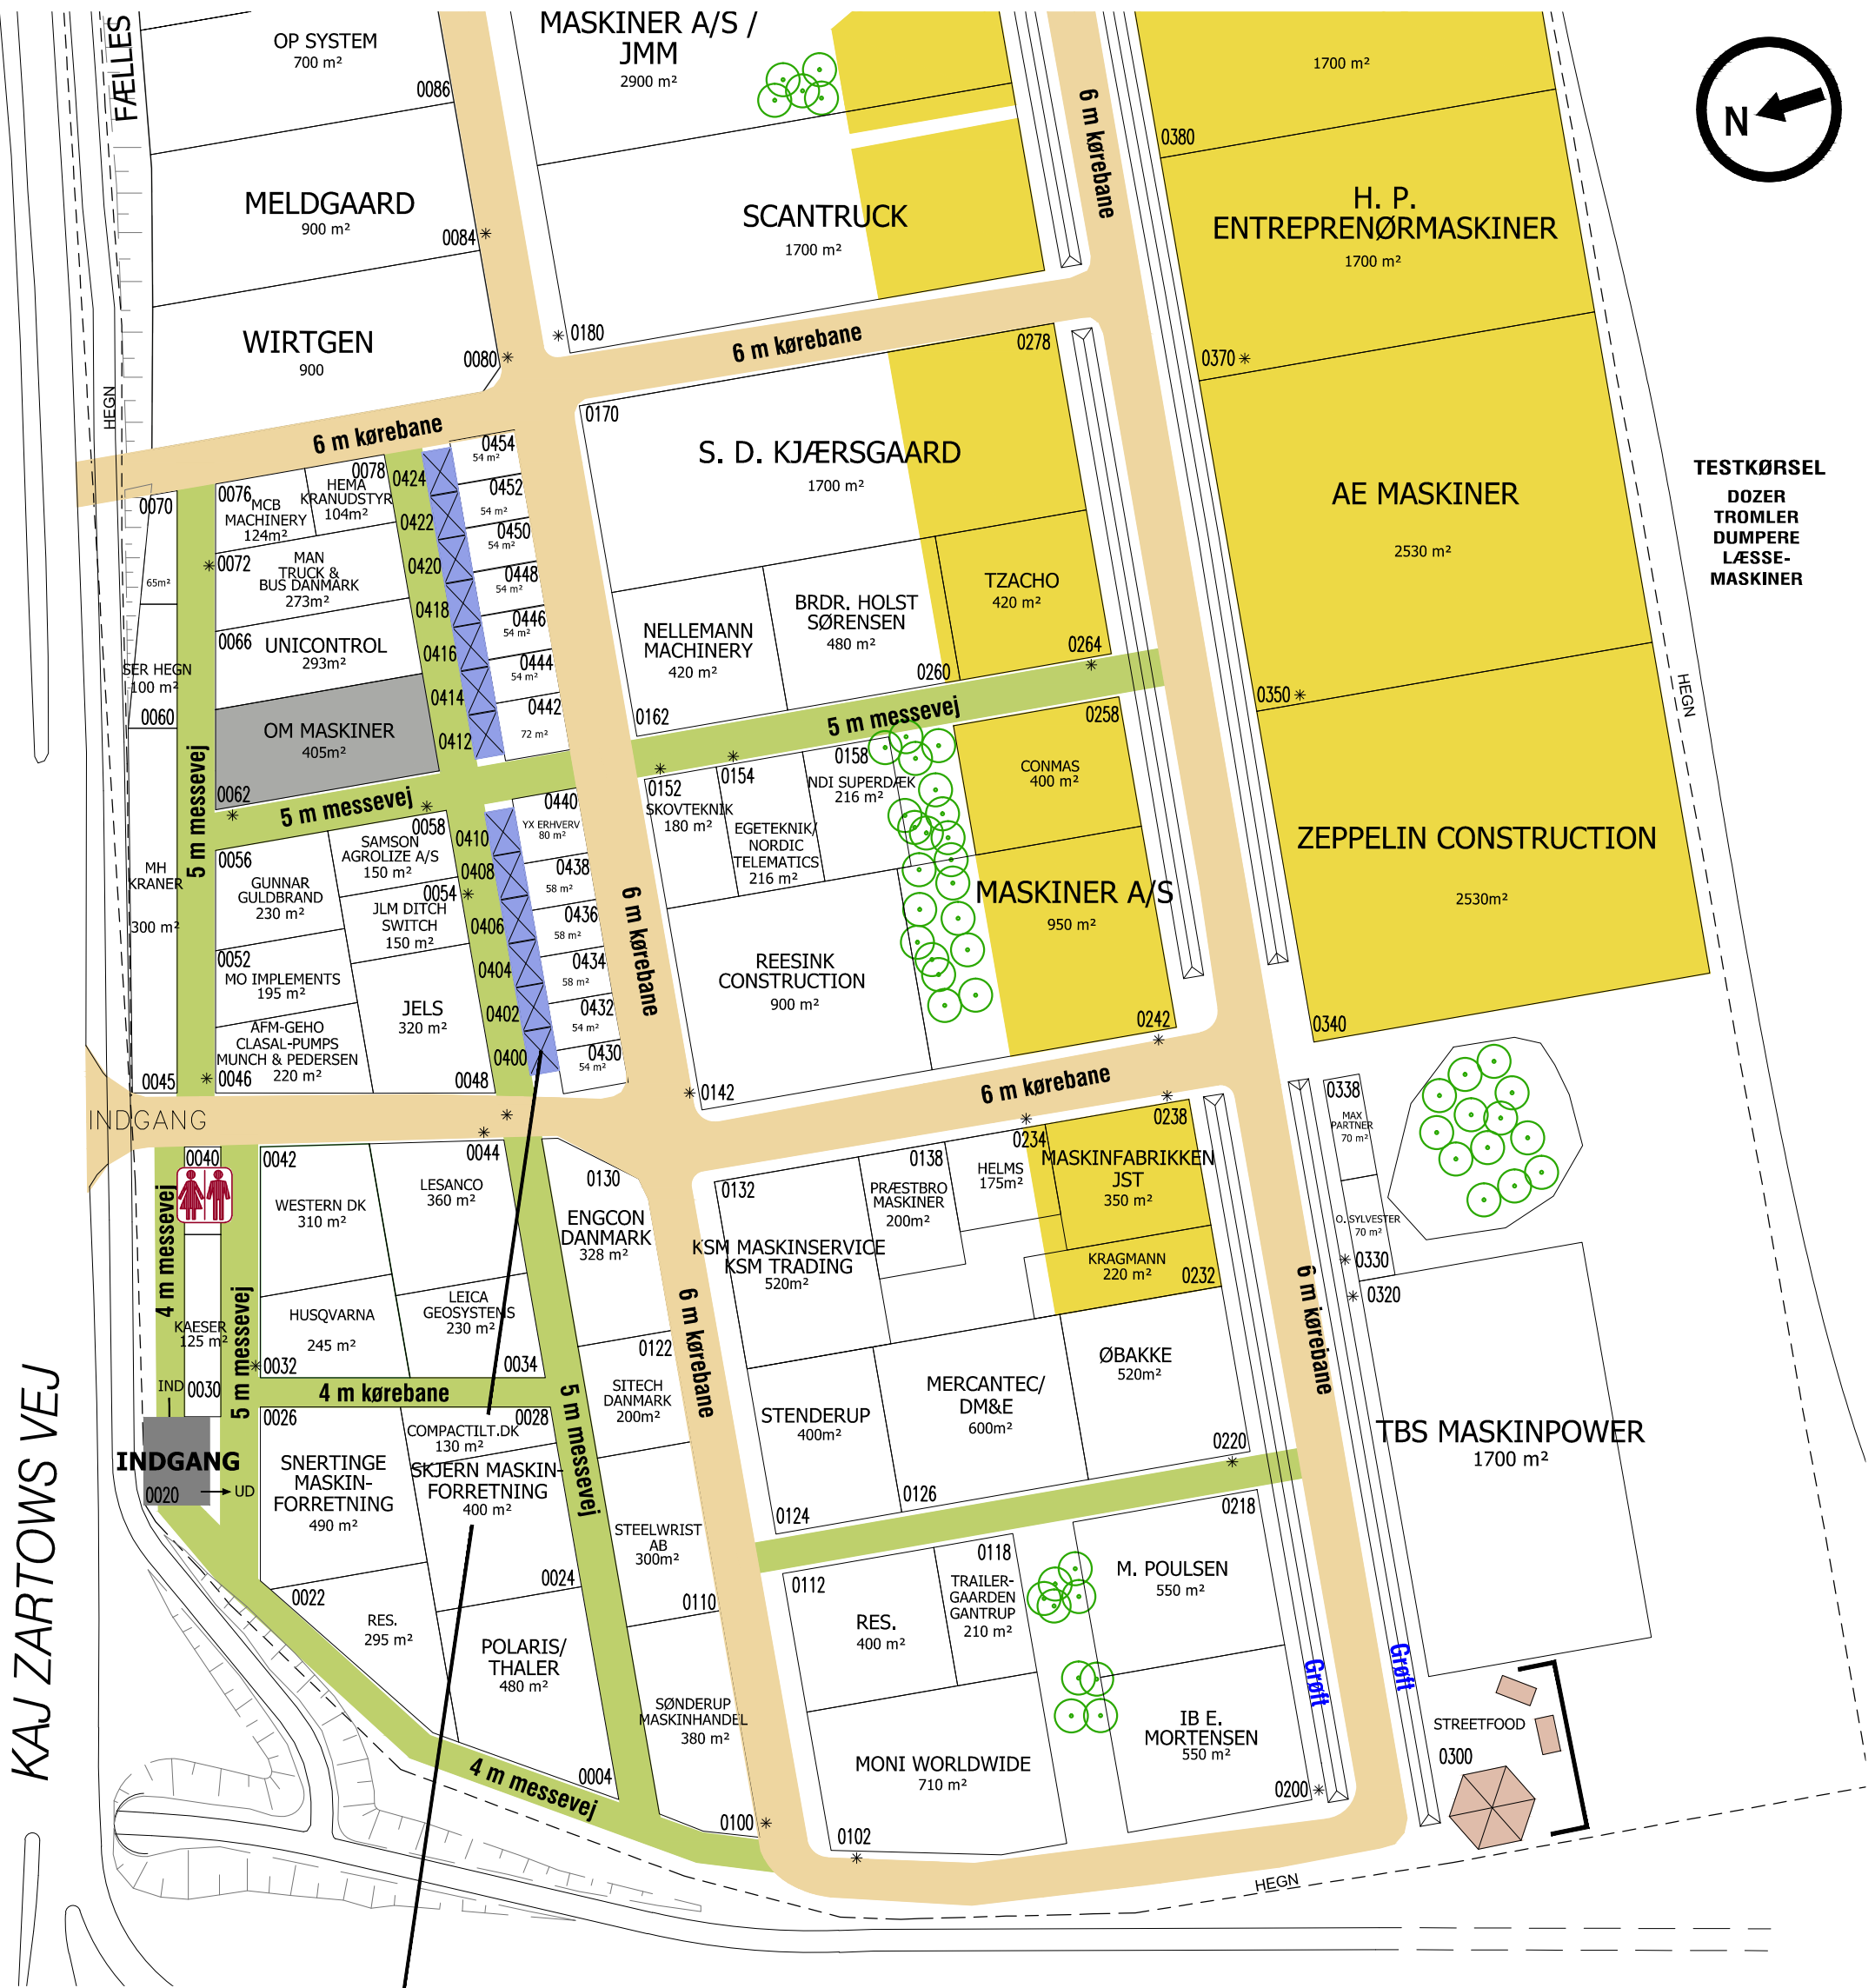 FÆLLES
OP SYSTEM
700 m²
0086
MELDGAARD
900 m²
0084
WIRTGEN
900
0080
HEGN
MASKINER A/S /
JMM
2900 m²
SCANTRUCK
1700 m²
0180
6 m kørebane
6 m kørebane
1700 m²
0380
H. P.
ENTREPRENØRMASKINER
1700 m²
0370
N
AE MASKINER
2530 m²
0350
TESTKØRSEL
DOZER
TROMLER
DUMPERE
LÆSSE-
MASKINER
HEGN
ZEPPELIN CONSTRUCTION
2530m²
0340
6 m kørebane
0070
65m²
SER HEGN
100 m²
0060
MH
KRANER
300 m²
0045
5 m messevej
0076
MCB
MACHINERY
124m²
0078
HEMA
KRANUDSTYR
104m²
0072
MAN
TRUCK &
BUS DANMARK
273m²
0066
UNICONTROL
293m²
OM MASKINER
405m²
0062
5 m messevej
0424
0422
0420
0418
0416
0414
0412
0454
54 m²
0452
54 m²
0450
54 m²
0448
54 m²
0446
54 m²
0444
54 m²
0442
72 m²
0056
GUNNAR
GULDBRAND
230 m²
0058
SAMSON
AGROLIZE A/S
150 m²
0054
JLM DITCH
SWITCH
150 m²
0052
MO IMPLEMENTS
195 m²
AFM-GEHO
CLASAL-PUMPS
MUNCH & PEDERSEN
220 m²
0046
JELS
320 m²
0048
0410
0408
0406
0404
0402
0400
0440
YX ERHVERV
80 m²
0438
58 m²
0436
58 m²
0434
58 m²
0432
54 m²
0430
54 m²
6 m kørebane
0170
0278
S. D. KJÆRSGAARD
1700 m²
NELLEMANN
MACHINERY
420 m²
0162
BRDR. HOLST
SØRENSEN
480 m²
0260
TZACHO
420 m²
0264
5 m messevej
0152
SKOVTEKNIK
180 m²
0154
EGETEKNIK/
NORDIC
TELEMATICS
216 m²
0158
NDI SUPERDÆK
216 m²
0258
CONMAS
400 m²
MASKINER A/S
950 m²
0242
REESINK
CONSTRUCTION
900 m²
0142
6 m kørebane
INDGANG
0040
4 m messevej
KAESER
125 m²
0030
IND
INDGANG
0020
UD
5 m messevej
0042
WESTERN DK
310 m²
0044
LESANCO
360 m²
HUSQVARNA
245 m²
0032
LEICA
GEOSYSTENS
230 m²
0034
4 m kørebane
0026
SNERTINGE
MASKIN-
FORRETNING
490 m²
0028
COMPACTILT.DK
130 m²
SKJERN MASKIN-
FORRETNING
400 m²
0024
0022
RES.
295 m²
POLARIS/
THALER
480 m²
0004
4 m messevej
5 m messevej
0130
ENGCON
DANMARK
328 m²
0122
SITECH
DANMARK
200m²
STEELWRIST
AB
300m²
0110
SØNDERUP
MASKINHANDEL
380 m²
0100
6 m kørebane
0132
KSM MASKINSERVICE
KSM TRADING
520m²
0138
PRÆSTBRO
MASKINER
200m²
0234
HELMS
175m²
0238
MASKINFABRIKKEN
JST
350 m²
KRAGMANN
220 m²
0232
STENDERUP
400m²
0124
MERCANTEC/
DM&E
600m²
0126
ØBAKKE
520m²
0220
0112
RES.
400 m²
0118
TRAILER-
GAARDEN
GANTRUP
210 m²
0218
M. POULSEN
550 m²
MONI WORLDWIDE
710 m²
0102
IB E.
MORTENSEN
550 m²
0200
6 m kørebane
Grøft
Grøft
0338
MAX
PARTNER
70 m²
O. SYLVESTER
70 m²
0330
0320
TBS MASKINPOWER
1700 m²
STREETFOOD
0300
HEGN
KAJ ZARTOWS VEJ